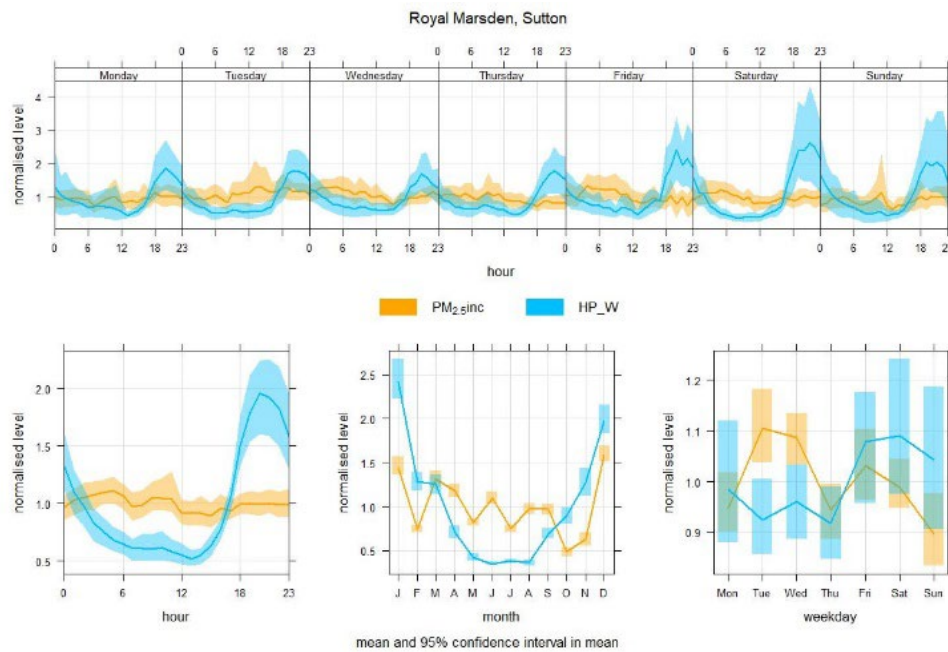 Royal Marsden, Sutton
0 6 12 18 23 0 6 12 18 23 0 6 12 18 23
Monday Tuesday Wednesday Thursday Friday Saturday Sunday
normalised level
4
3
2
1
0 6 12 18 23 0 6 12 18 23 0 6 12 18 23 0 6 12 18 23
hour
PM2.5inc HP_W
normalised level
2.0
1.5
1.0
0.5
0 6 12 18 23
hour
normalised level
2.5
2.0
1.5
1.0
0.5
J F M A M J J A S O N D
month
normalised level
1.2
1.1
1.0
0.9
Mon Tue Wed Thu Fri Sat Sun
weekday
mean and 95% confidence interval in mean